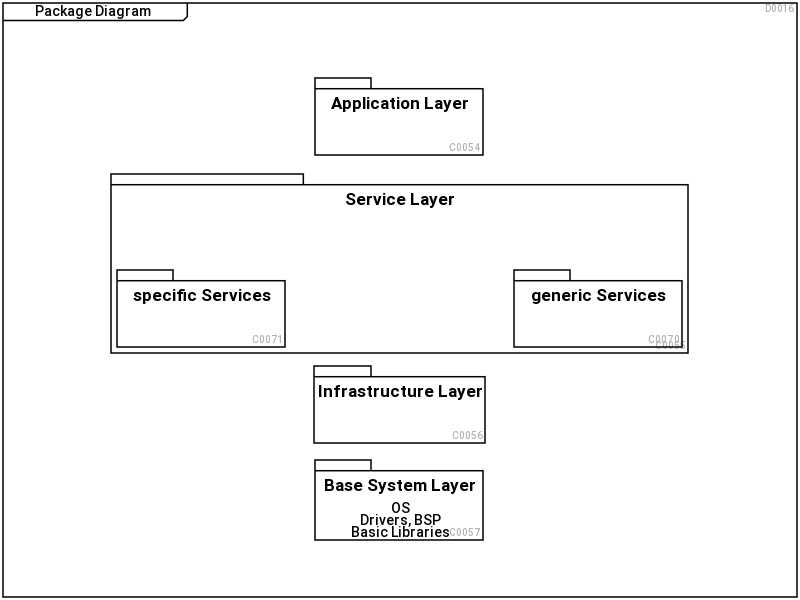 Package Diagram
D0016
Application Layer
C0054
Service Layer
specific Services
C0071
generic Services
C0070
C0055
Infrastructure Layer
C0056
Base System Layer
OS
Drivers, BSP
Basic Libraries
C0057